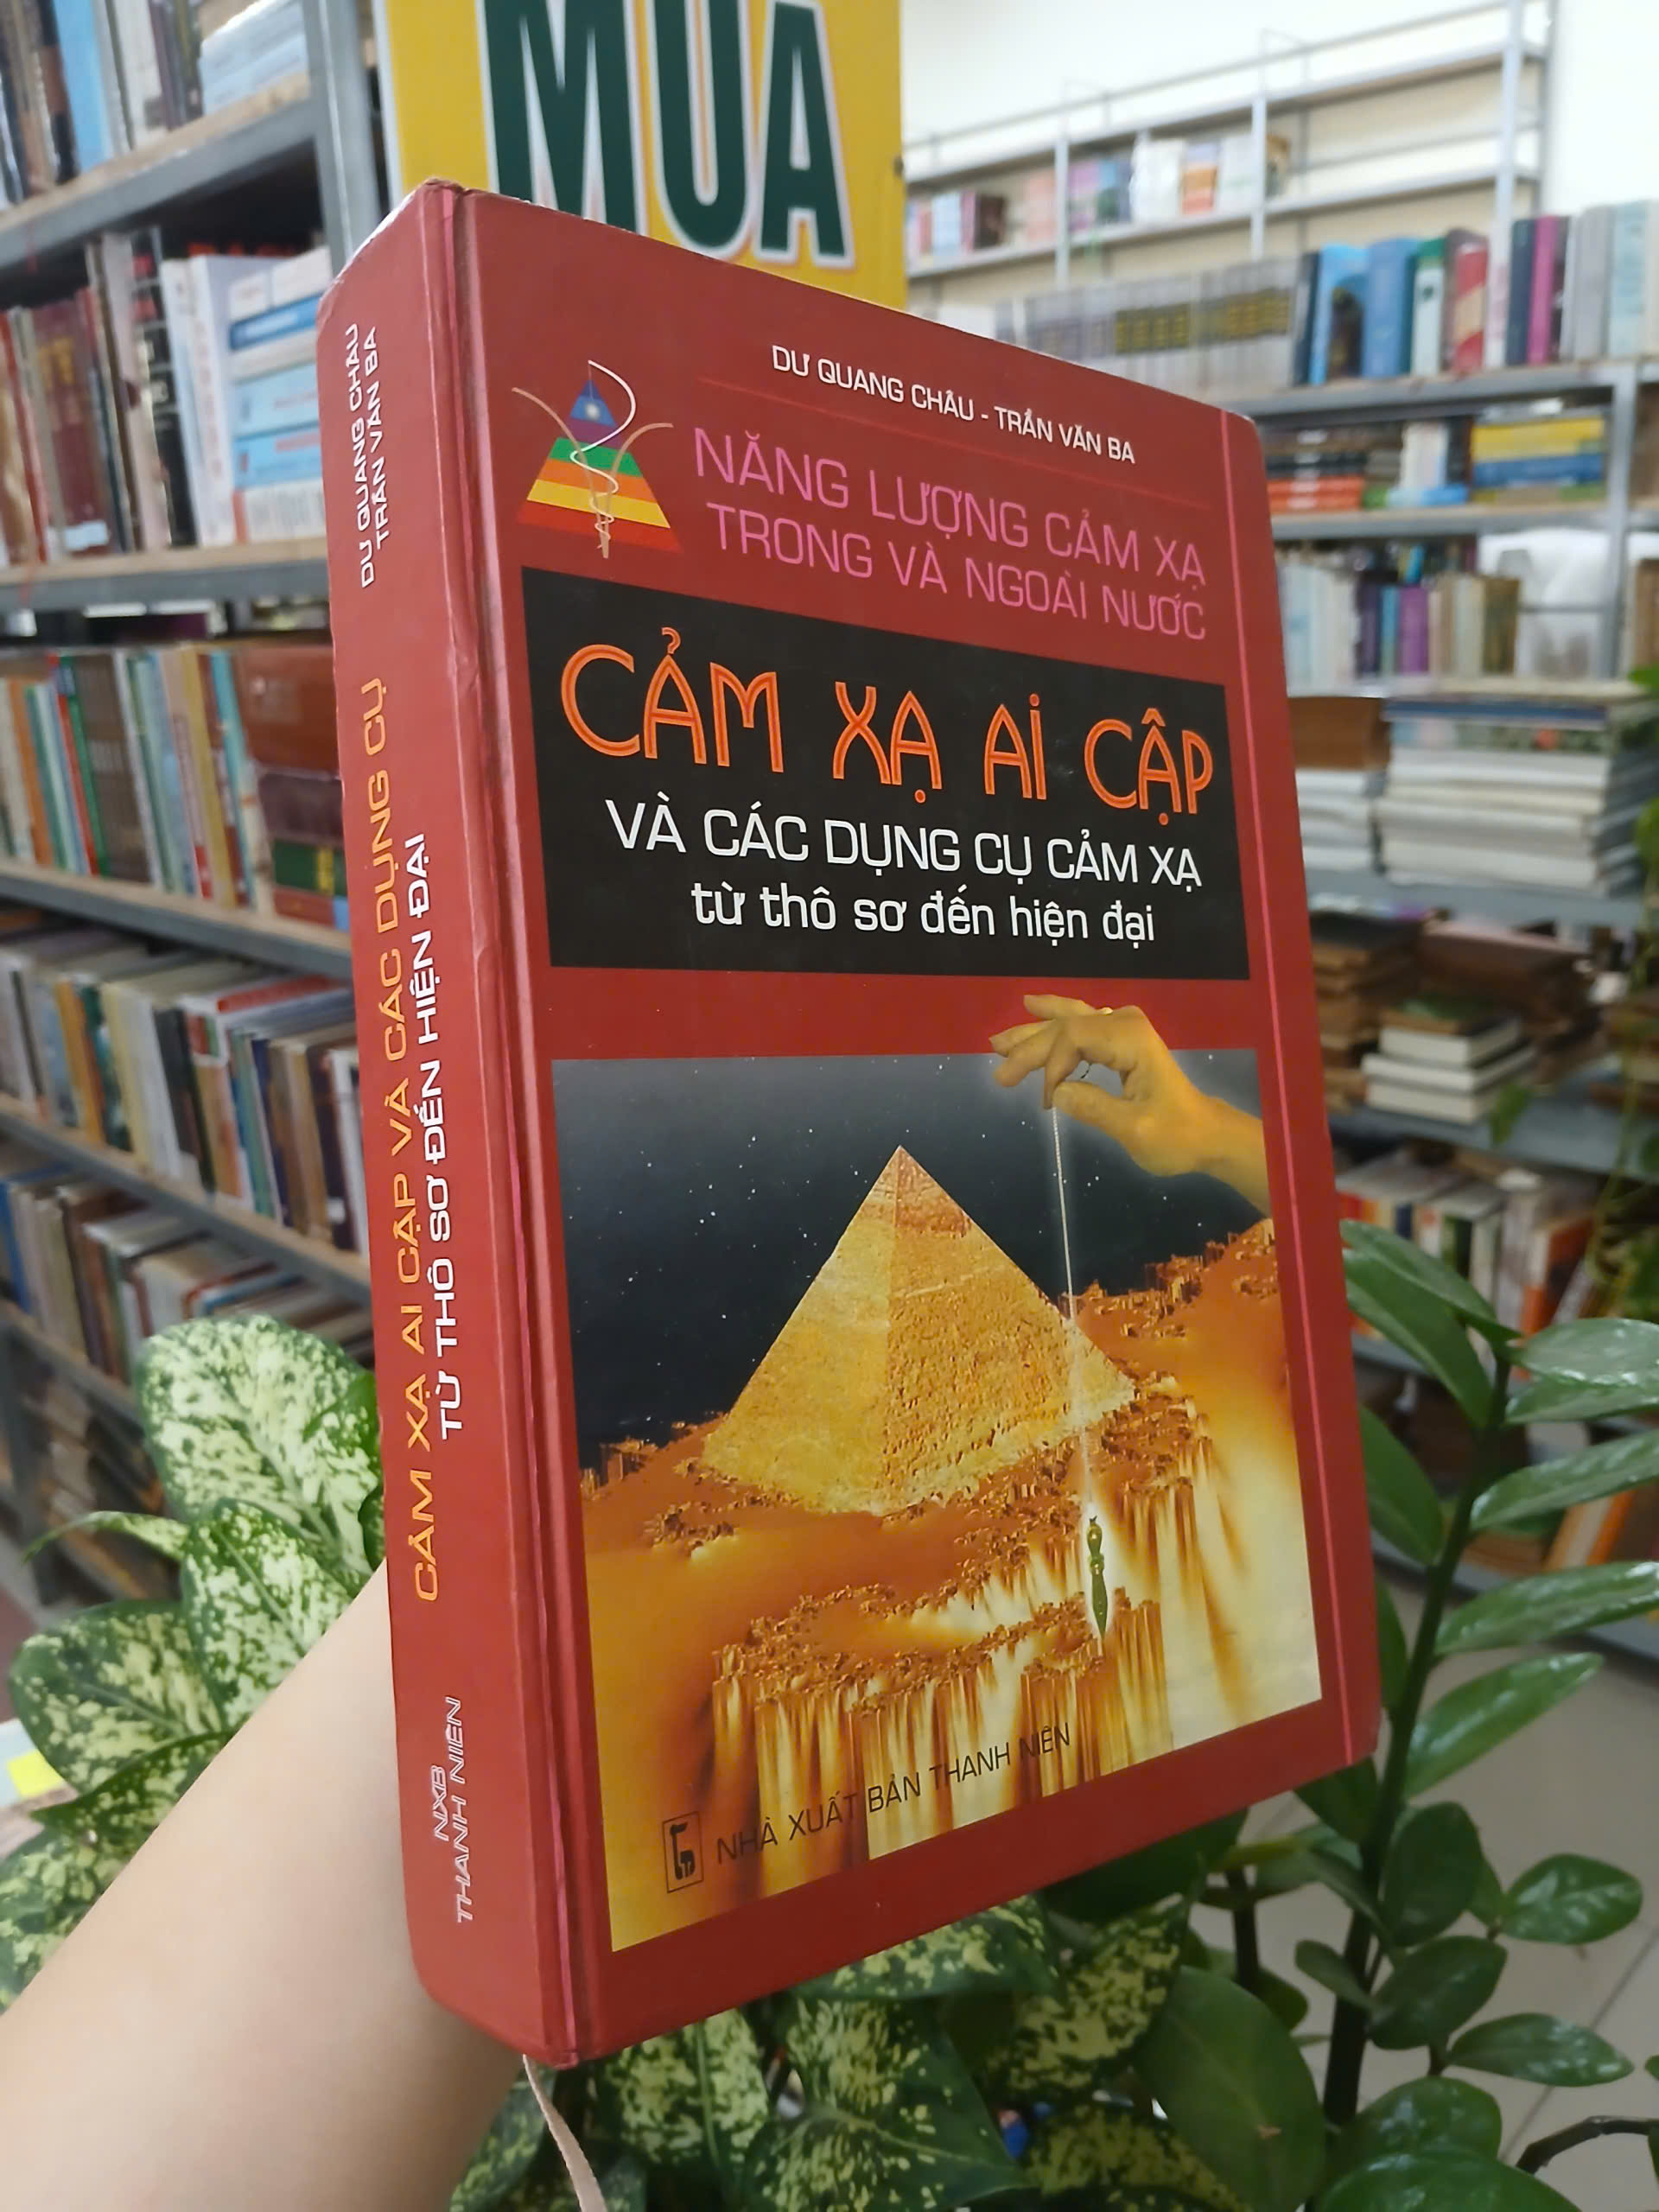 MUA
DƯ QUANG CHÂU - TRẦN VĂN BA
NĂNG LƯỢNG CẢM XẠ
TRONG VÀ NGOÀI NƯỚC
CẢM XẠ AI CẬP
VÀ CÁC DỤNG CỤ CẢM XẠ
từ thô sơ đến hiện đại
NHÀ XUẤT BẢN THANH NIÊN
DƯ QUANG CHÂU
TRẦN VĂN BA
CẢM XẠ AI CẬP VÀ CÁC DỤNG CỤ
TỪ THÔ SƠ ĐẾN HIỆN ĐẠI
NXB
THANH NIÊN